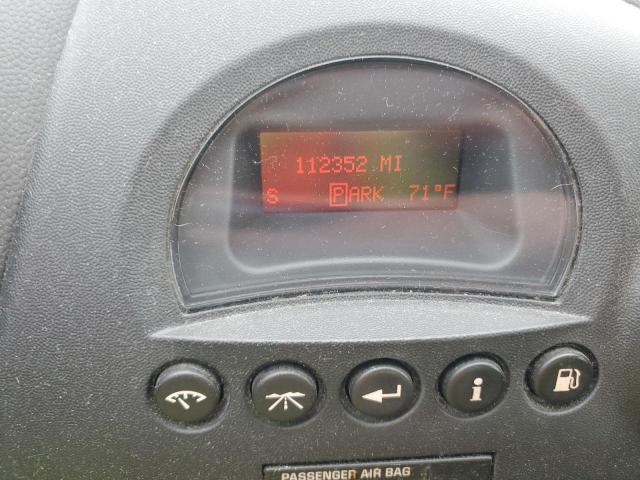 112352 MI
S PARK 71°F
i
PASSENGER AIR BAG